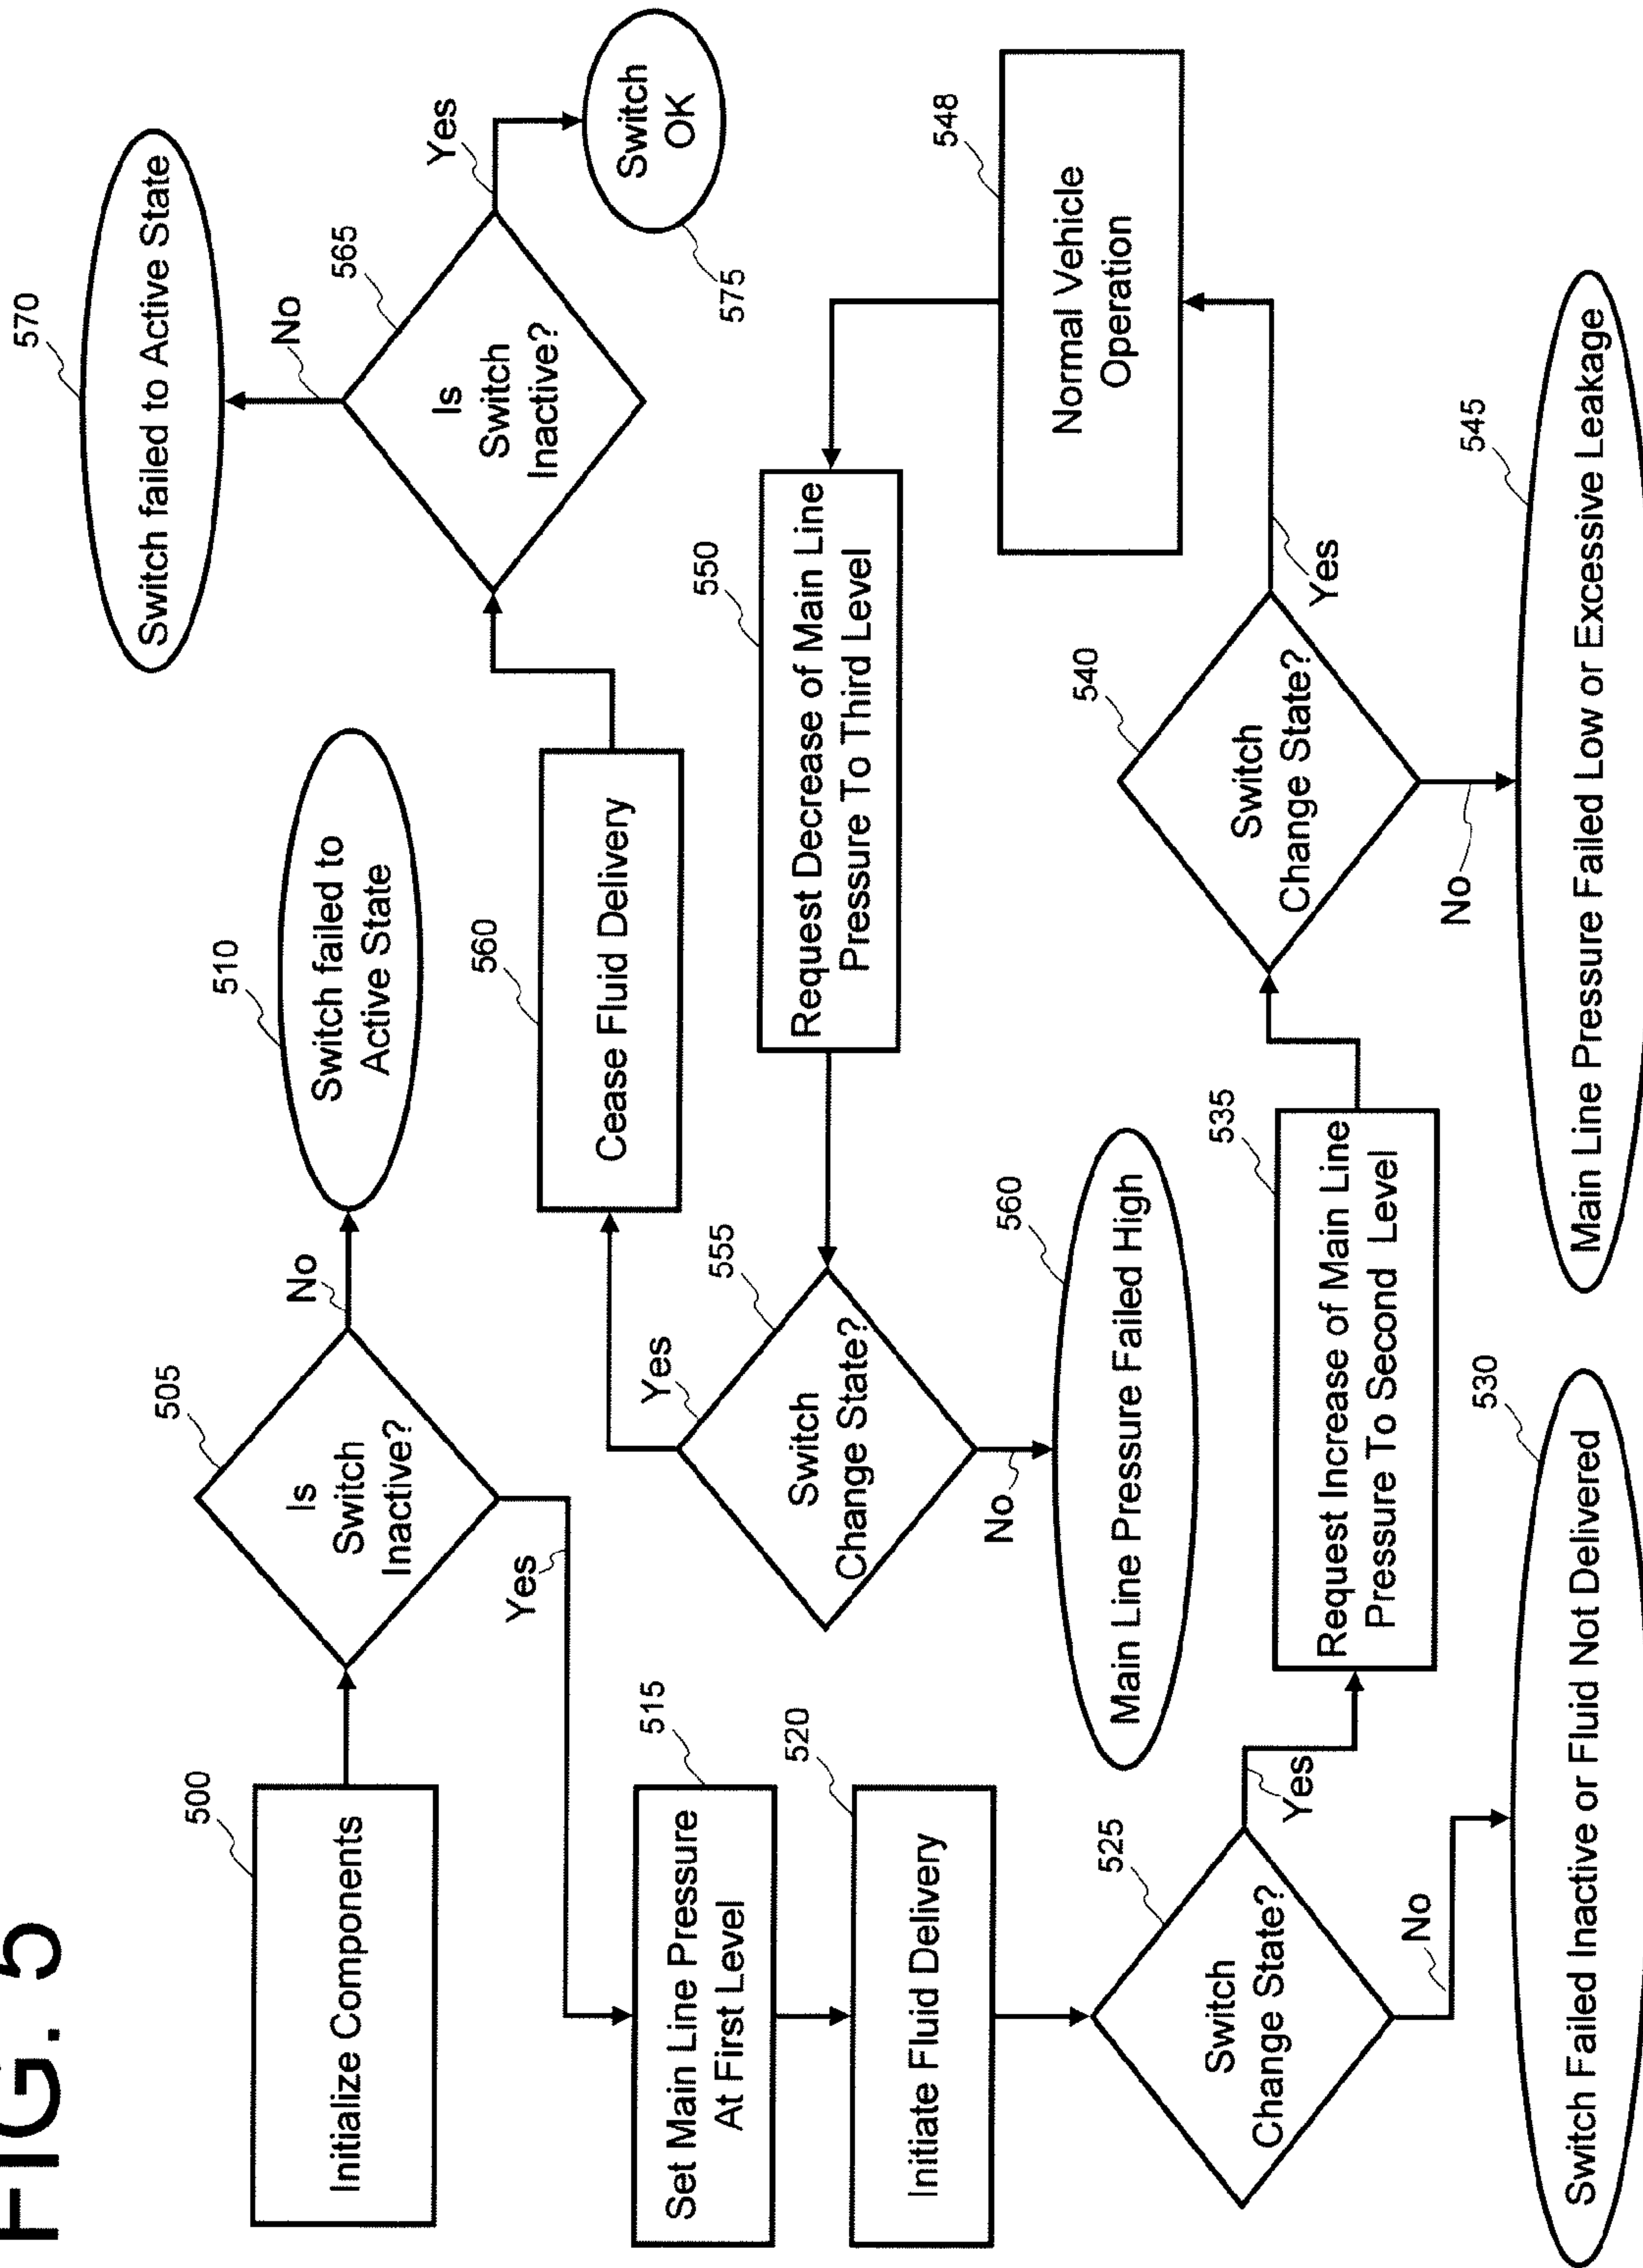 FIG. 5
500
Initialize Components
505
Is
Switch
Inactive?
No
510
Switch failed to
Active State
Yes
515
Set Main Line Pressure
At First Level
520
Initiate Fluid Delivery
525
Switch
Change State?
No
530
Switch Failed Inactive or Fluid Not Delivered
Yes
535
Request Increase of Main Line
Pressure To Second Level
540
Switch
Change State?
No
545
Main Line Pressure Failed Low or Excessive Leakage
Yes
548
Normal Vehicle
Operation
550
Request Decrease of Main Line
Pressure To Third Level
555
Switch
Change State?
No
560
Main Line Pressure Failed High
Yes
560
Cease Fluid Delivery
565
Is
Switch
Inactive?
No
570
Switch failed to Active State
Yes
575
Switch
OK